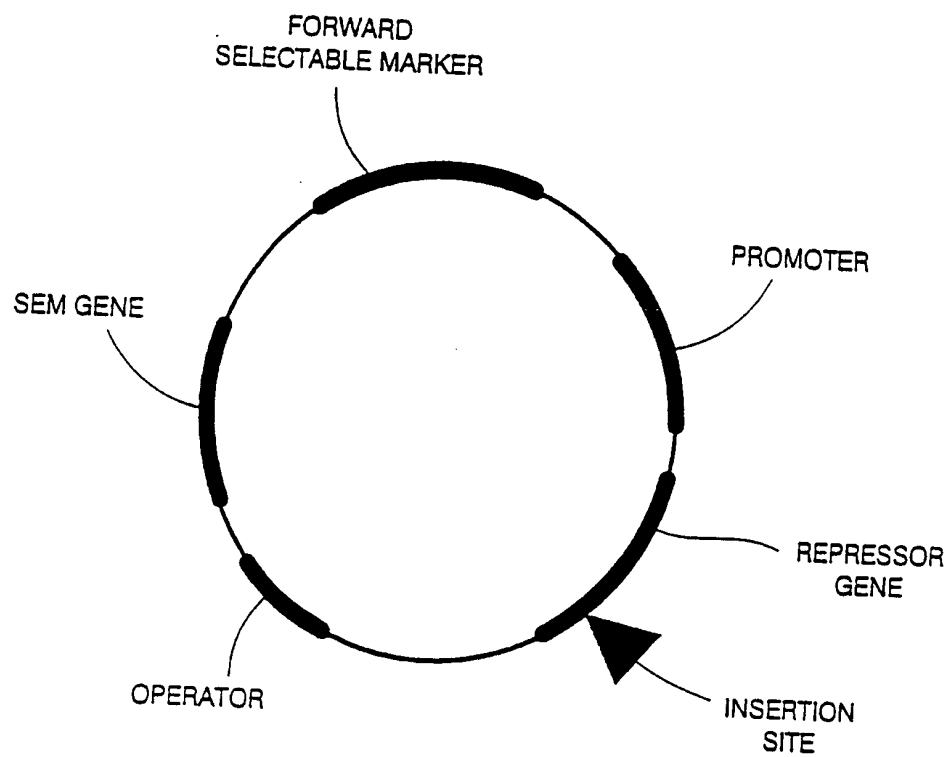 FORWARD
SELECTABLE MARKER
PROMOTER
SEM GENE
REPRESSOR
GENE
OPERATOR
INSERTION
SITE